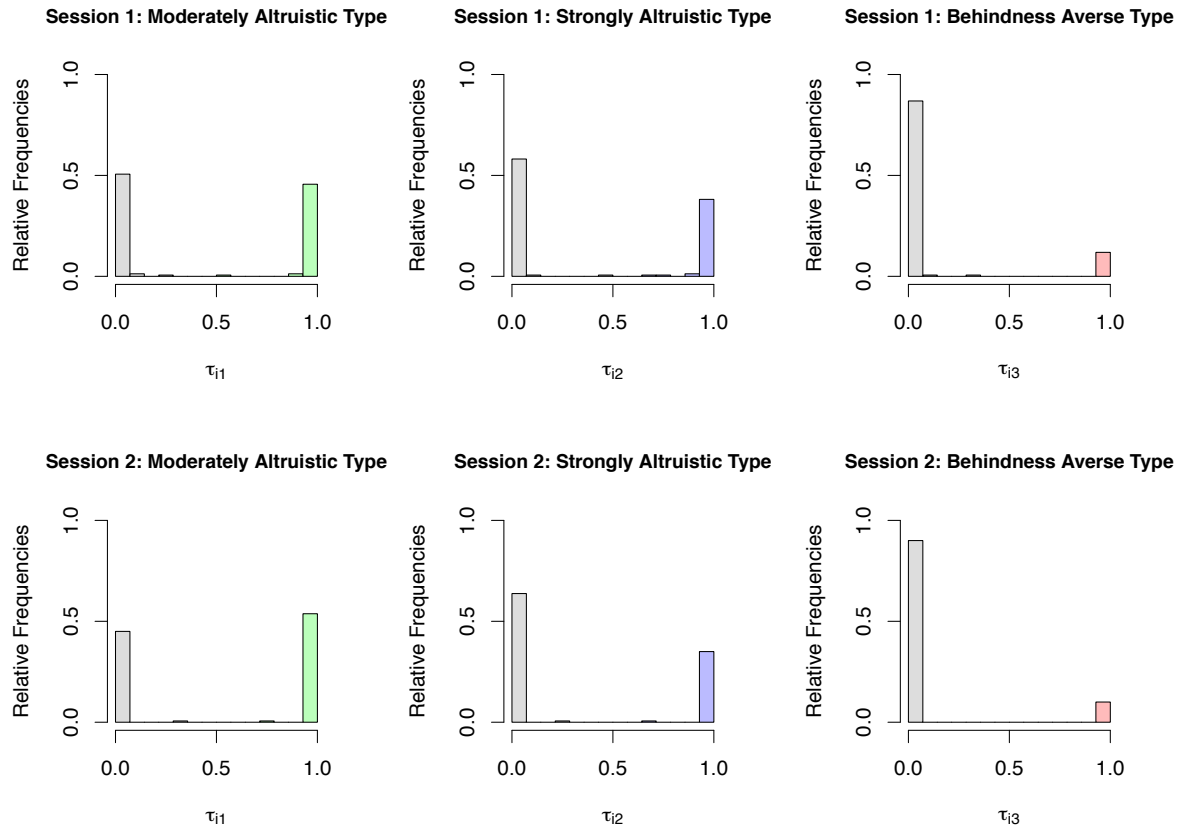 Session 1: Moderately Altruistic Type
Relative Frequencies
1.0
0.5
0.0
0.0 0.5 1.0
τi1
Session 1: Strongly Altruistic Type
Relative Frequencies
1.0
0.5
0.0
0.0 0.5 1.0
τi2
Session 1: Behindness Averse Type
Relative Frequencies
1.0
0.5
0.0
0.0 0.5 1.0
τi3
Session 2: Moderately Altruistic Type
Relative Frequencies
1.0
0.5
0.0
0.0 0.5 1.0
τi1
Session 2: Strongly Altruistic Type
Relative Frequencies
1.0
0.5
0.0
0.0 0.5 1.0
τi2
Session 2: Behindness Averse Type
Relative Frequencies
1.0
0.5
0.0
0.0 0.5 1.0
τi3